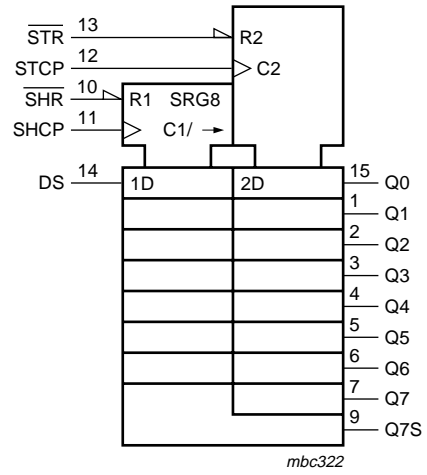 STR 13 R2
STCP 12 C2
SHR 10 R1 SRG8
SHCP 11 C1/ →
DS 14 1D 2D 15 Q0
1 Q1
2 Q2
3 Q3
4 Q4
5 Q5
6 Q6
7 Q7
9 Q7S
mbc322